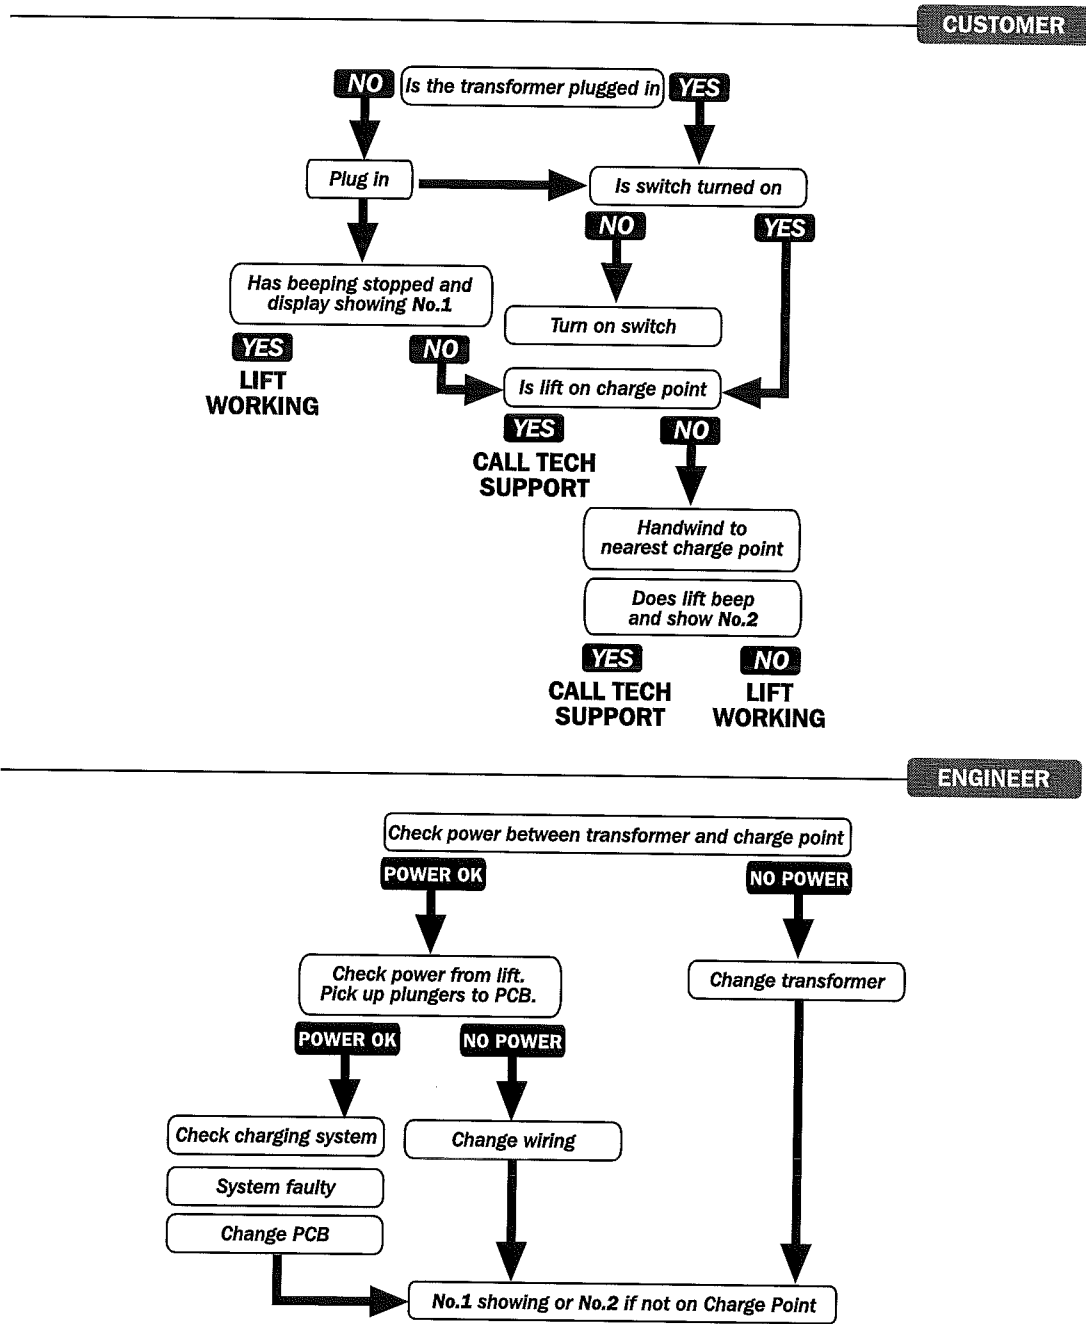 CUSTOMER
NO
Is the transformer plugged in
YES
Plug in
Is switch turned on
NO
YES
Has beeping stopped and
display showing No.1
Turn on switch
YES
NO
LIFT
WORKING
Is lift on charge point
YES
NO
CALL TECH
SUPPORT
Handwind to
nearest charge point
Does lift beep
and show No.2
YES
NO
CALL TECH
SUPPORT
LIFT
WORKING
ENGINEER
Check power between transformer and charge point
POWER OK
NO POWER
Check power from lift.
Pick up plungers to PCB.
Change transformer
POWER OK
NO POWER
Check charging system
Change wiring
System faulty
Change PCB
No.1 showing or No.2 if not on Charge Point